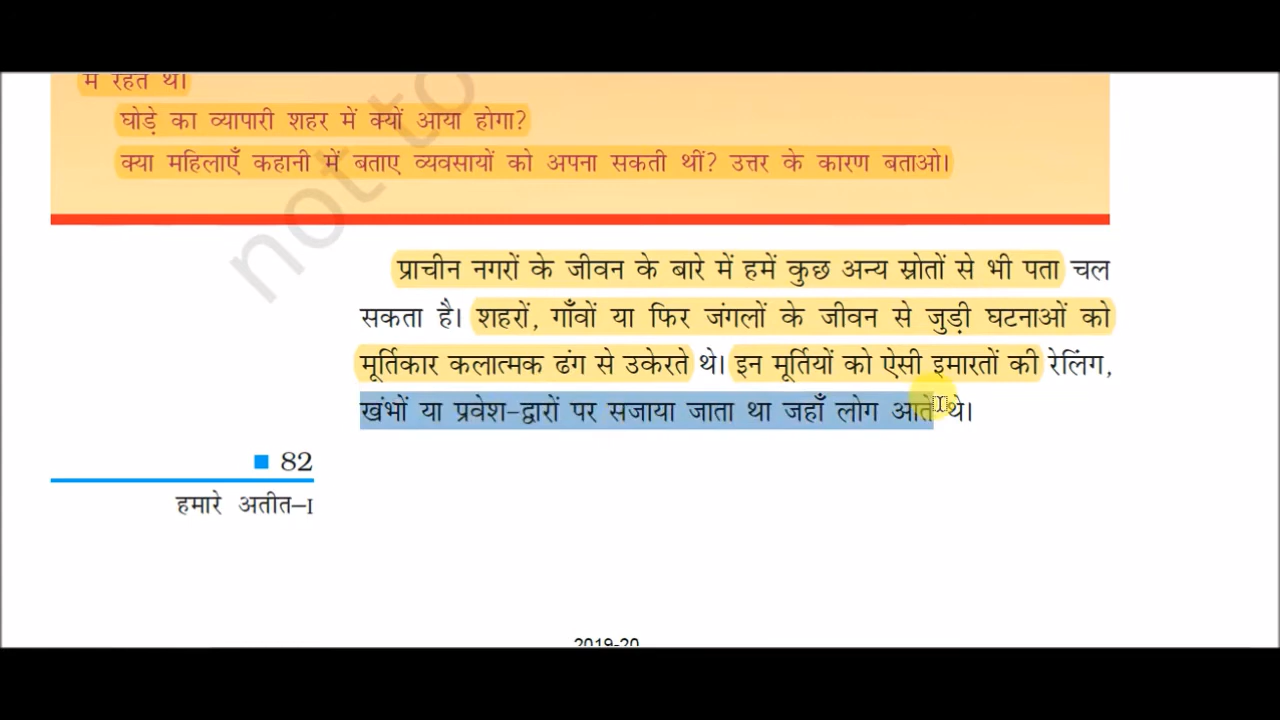 में रहते थे।
घोड़े का व्यापारी शहर में क्यों आया होगा?
क्या महिलाएँ कहानी में बताए व्यवसायों को अपना सकती थीं? उत्तर के कारण बताओ।
not to
प्राचीन नगरों के जीवन के बारे में हमें कुछ अन्य स्रोतों से भी पता चल
सकता है। शहरों, गाँवों या फिर जंगलों के जीवन से जुड़ी घटनाओं को
मूर्तिकार कलात्मक ढंग से उकेरते थे। इन मूर्तियों को ऐसी इमारतों की रेलिंग,
खंभों या प्रवेश-द्वारों पर सजाया जाता था जहाँ लोग आते थे।
■ 82
हमारे अतीत–I
2019-20